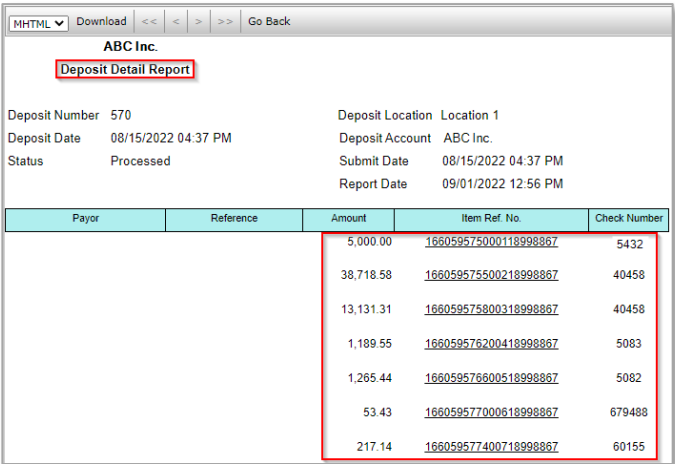 MHTML Download << < > >> Go Back
ABC Inc.
Deposit Detail Report
Deposit Number 570 Deposit Location Location 1
Deposit Date 08/15/2022 04:37 PM Deposit Account ABC Inc.
Status Processed Submit Date 08/15/2022 04:37 PM
Report Date 09/01/2022 12:56 PM
Payor Reference Amount Item Ref. No. Check Number
5,000.00 166059575000118998867 5432
38,718.58 166059575500218998867 40458
13,131.31 166059575800318998867 40458
1,189.55 166059576200418998867 5083
1,265.44 166059576600518998867 5082
53.43 166059577000618998867 679488
217.14 166059577400718998867 60155